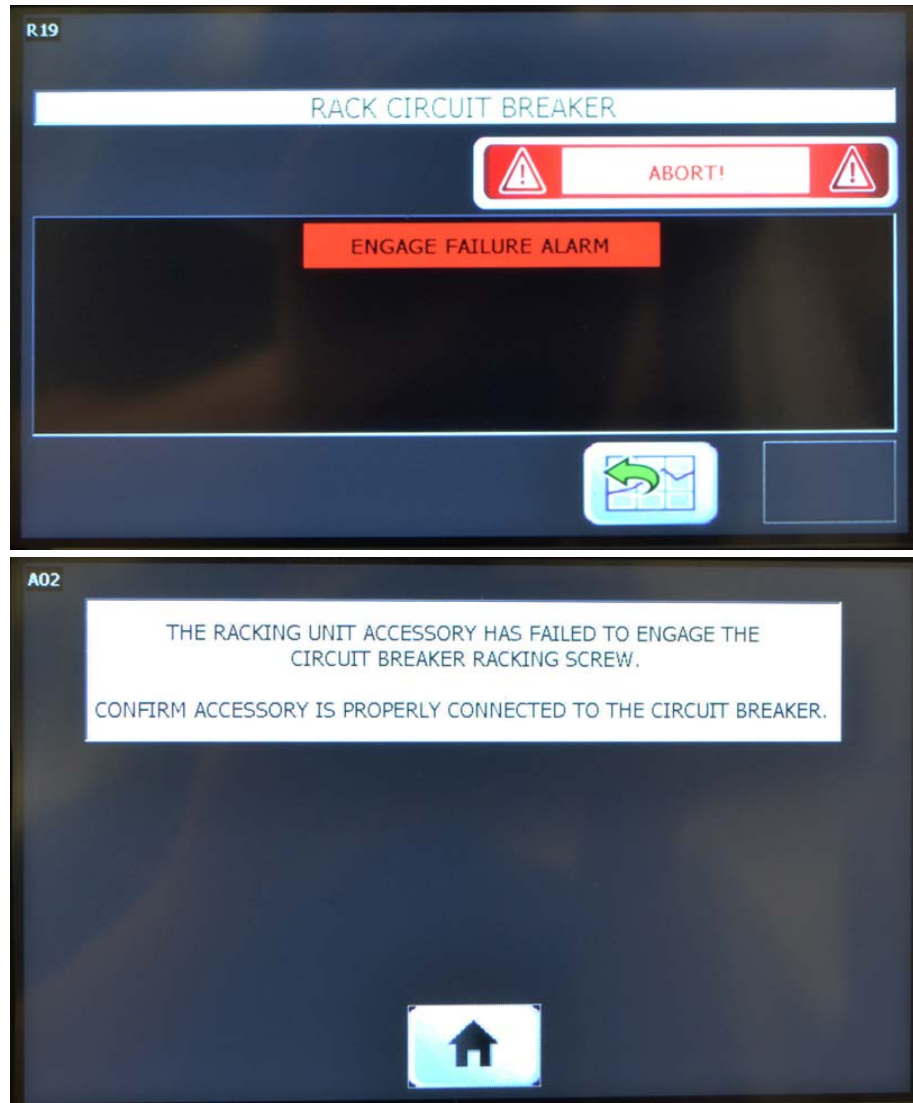 R19
RACK CIRCUIT BREAKER
ABORT!
ENGAGE FAILURE ALARM
A02
THE RACKING UNIT ACCESSORY HAS FAILED TO ENGAGE THE
CIRCUIT BREAKER RACKING SCREW.
CONFIRM ACCESSORY IS PROPERLY CONNECTED TO THE CIRCUIT BREAKER.